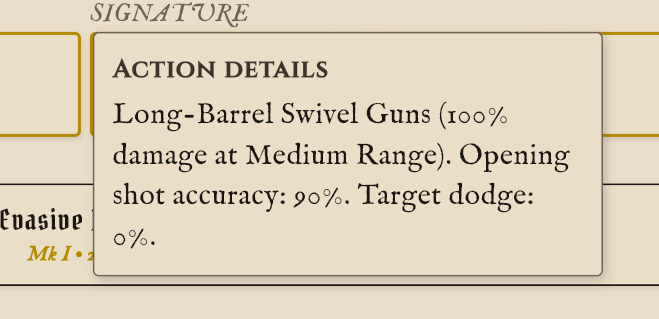 SIGNATURE
Action details
Long-Barrel Swivel Guns (100%
damage at Medium Range). Opening
shot accuracy: 90%. Target dodge:
0%.
Evasive
Mk I •